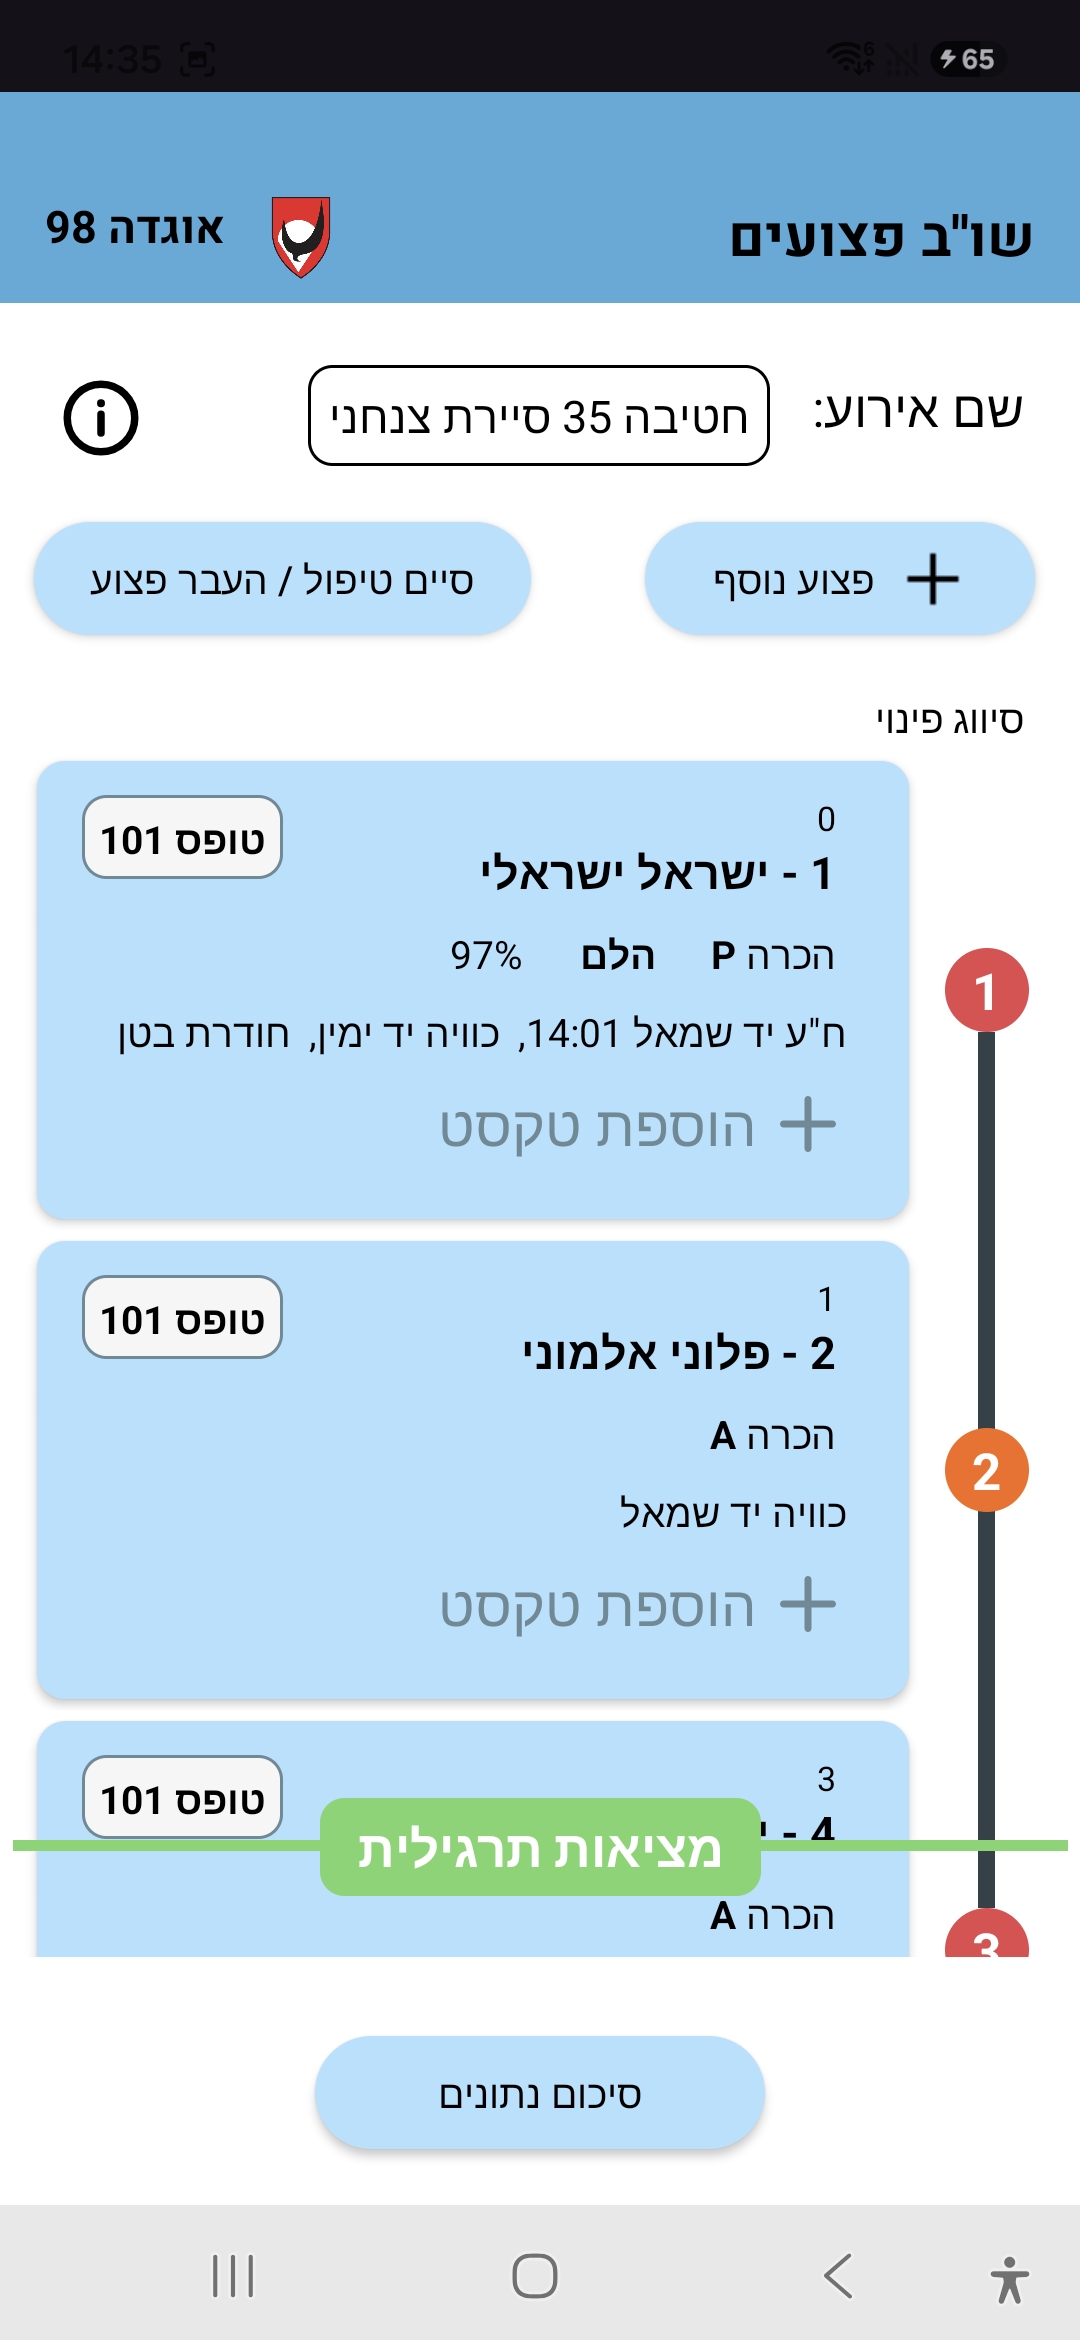 14:35
6
65
שו"ב פצועים
אוגדה 98
שם אירוע:
חטיבה 35 סיירת צנחני
פצוע נוסף
סיים טיפול / העבר פצוע
סיווג פינוי
0
טופס 101
1 - ישראל ישראלי
הכרה P הלם 97%
1
ח"ע יד שמאל 14:01, כוויה יד ימין, חודרת בטן
הוספת טקסט
1
טופס 101
2 - פלוני אלמוני
הכרה A
2
כוויה יד שמאל
הוספת טקסט
3
טופס 101
4 - י
מציאות תרגילית
הכרה A
3
סיכום נתונים